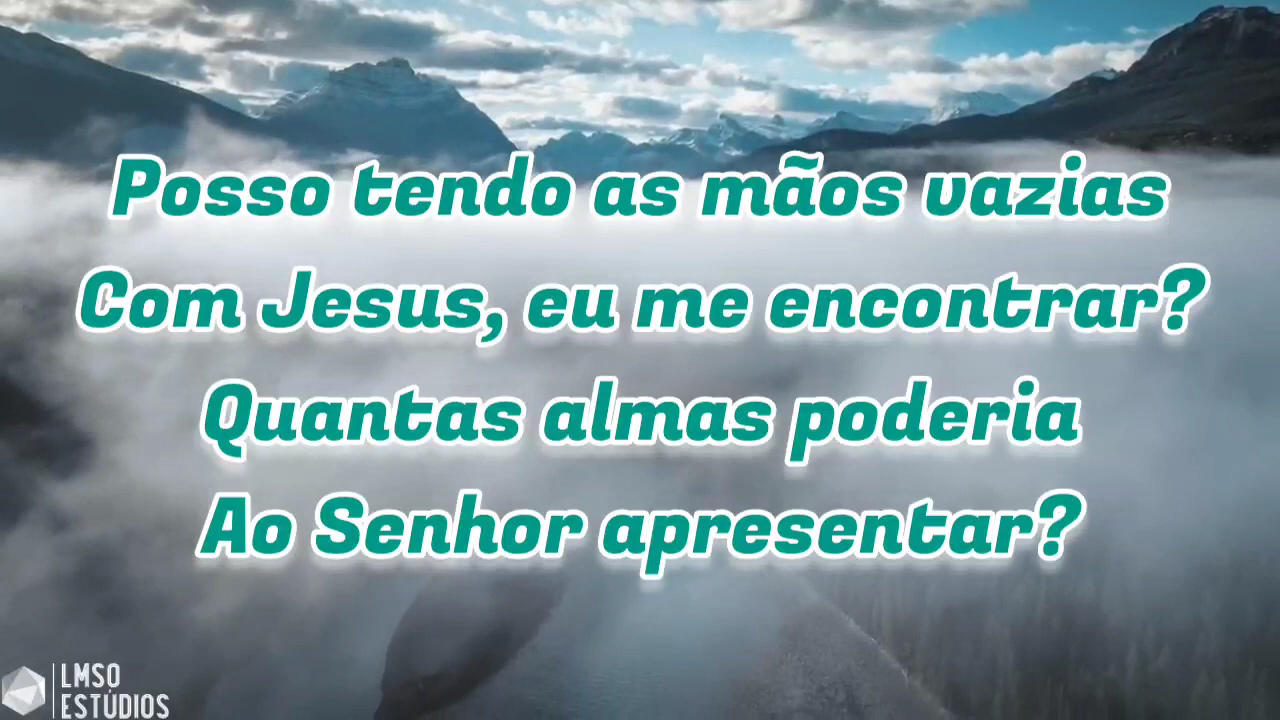 Posso tendo as mãos vazias
Com Jesus, eu me encontrar?
Quantas almas poderia
Ao Senhor apresentar?
LMSO
ESTÚDIOS